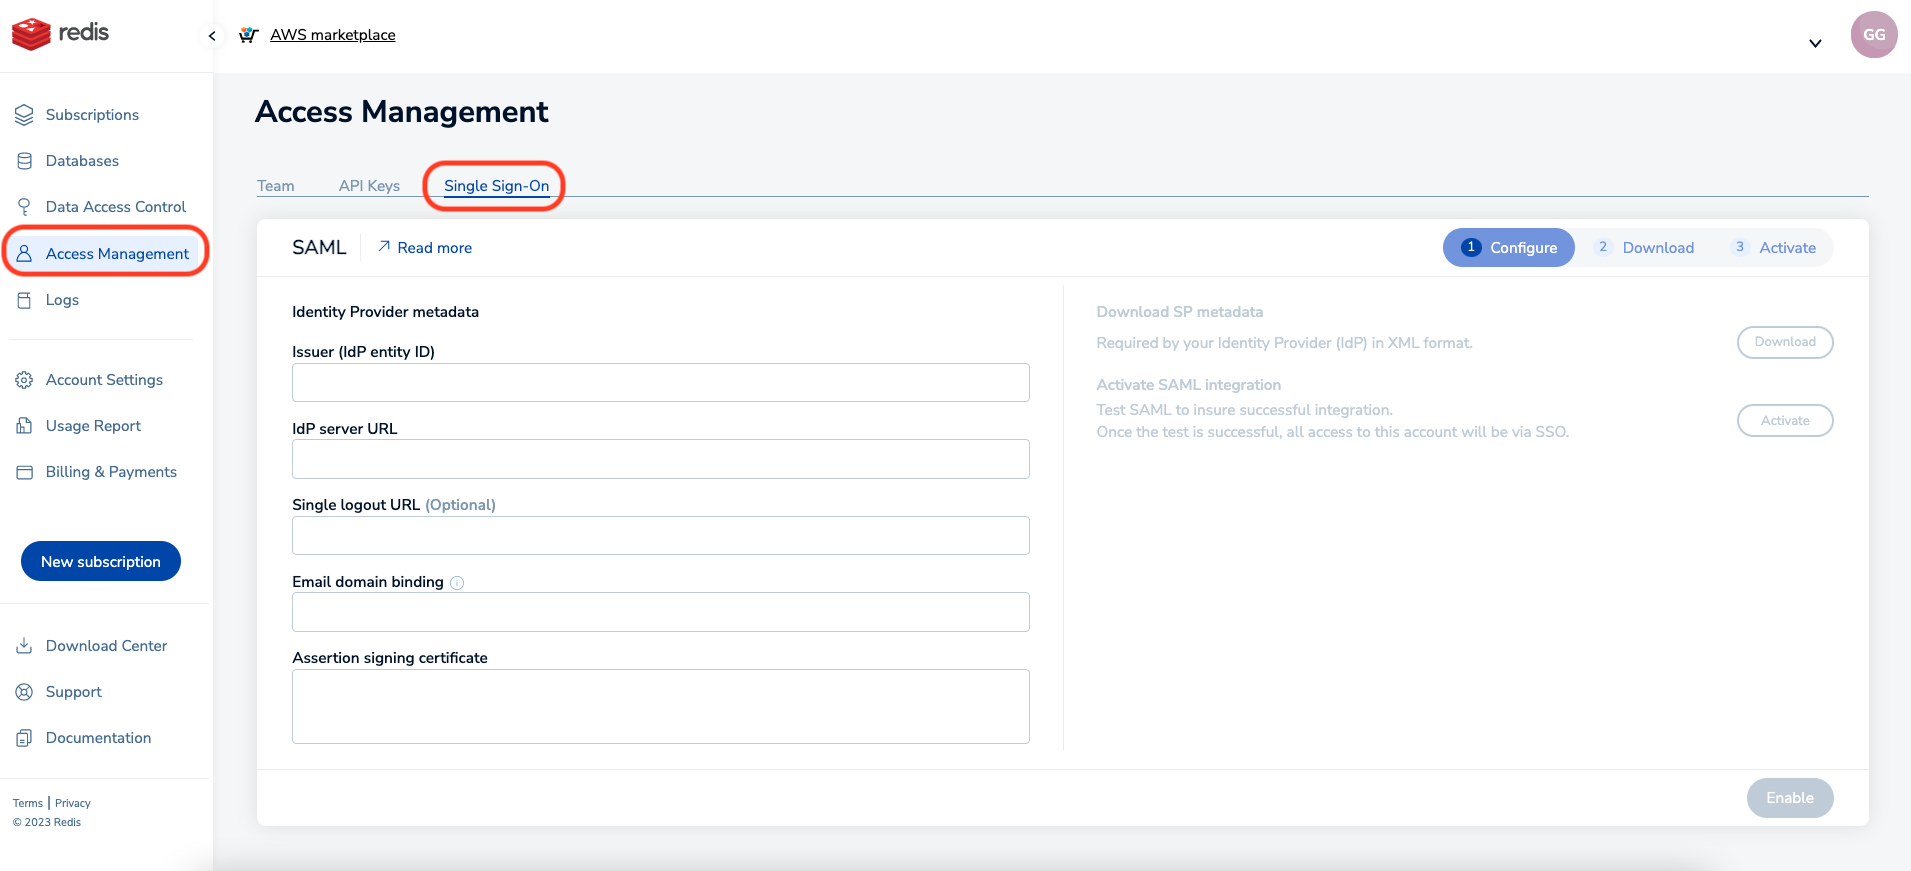 redis
AWS marketplace
GG
Subscriptions
Databases
Data Access Control
Access Management
Logs
Account Settings
Usage Report
Billing & Payments
New subscription
Download Center
Support
Documentation
Terms | Privacy
© 2023 Redis
Access Management
Team API Keys Single Sign-On
SAML Read more
1 Configure 2 Download 3 Activate
Identity Provider metadata
Issuer (IdP entity ID)
IdP server URL
Single logout URL (Optional)
Email domain binding
Assertion signing certificate
Download SP metadata
Required by your Identity Provider (IdP) in XML format.
Download
Activate SAML integration
Test SAML to insure successful integration.
Once the test is successful, all access to this account will be via SSO.
Activate
Enable